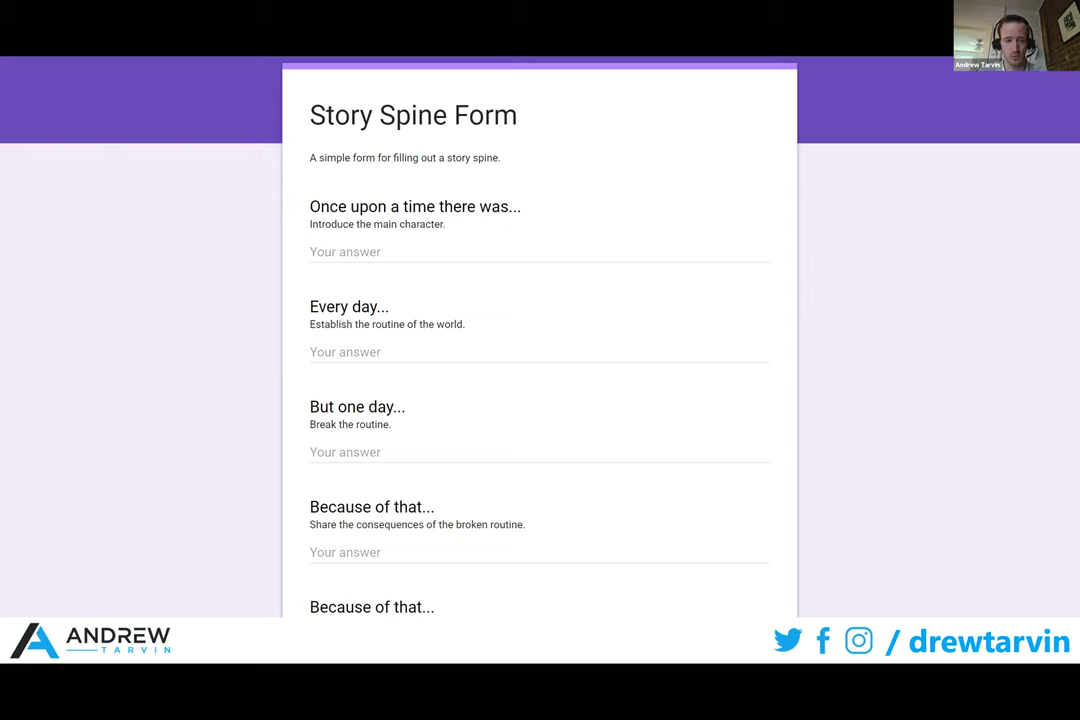 Andrew Tarvin
Story Spine Form
A simple form for filling out a story spine.
Once upon a time there was...
Introduce the main character.
Your answer
Every day...
Establish the routine of the world.
Your answer
But one day...
Break the routine.
Your answer
Because of that...
Share the consequences of the broken routine.
Your answer
Because of that...
ANDREW
TARVIN
/ drewtarvin